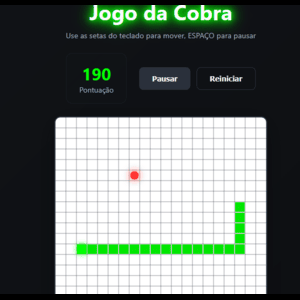 Jogo da Cobra
Use as setas do teclado para mover, ESPAÇO para pausar
190
Pontuação
Pausar
Reiniciar